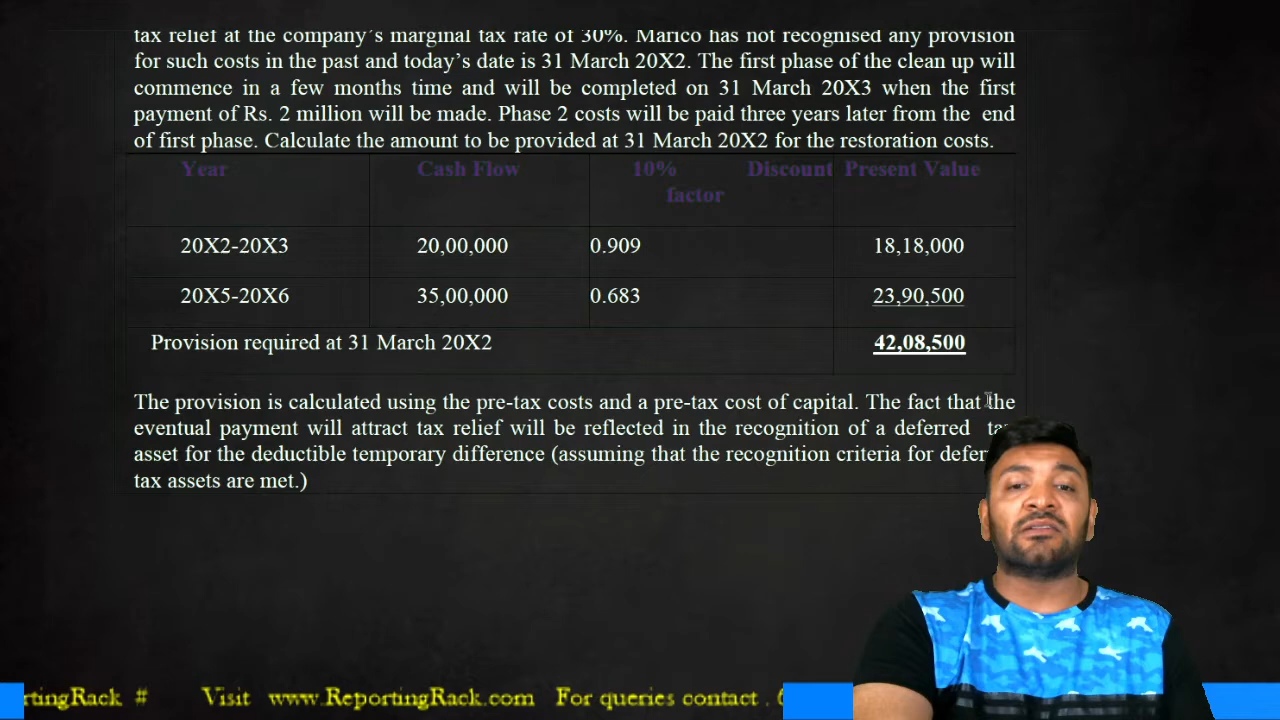 tax relief at the company's marginal tax rate of 30%. Marico has not recognised any provision
for such costs in the past and today's date is 31 March 20X2. The first phase of the clean up will
commence in a few months time and will be completed on 31 March 20X3 when the first
payment of Rs. 2 million will be made. Phase 2 costs will be paid three years later from the end
of first phase. Calculate the amount to be provided at 31 March 20X2 for the restoration costs.
Year Cash Flow 10% Discount Present Value
factor
20X2-20X3 20,00,000 0.909 18,18,000
20X5-20X6 35,00,000 0.683 23,90,500
Provision required at 31 March 20X2 42,08,500
The provision is calculated using the pre-tax costs and a pre-tax cost of capital. The fact that the
eventual payment will attract tax relief will be reflected in the recognition of a deferred
asset for the deductible temporary difference (assuming that the recognition criteria for
tax assets are met.)
rtingRack # Visit www.ReportingRack.com For queries contact . 6